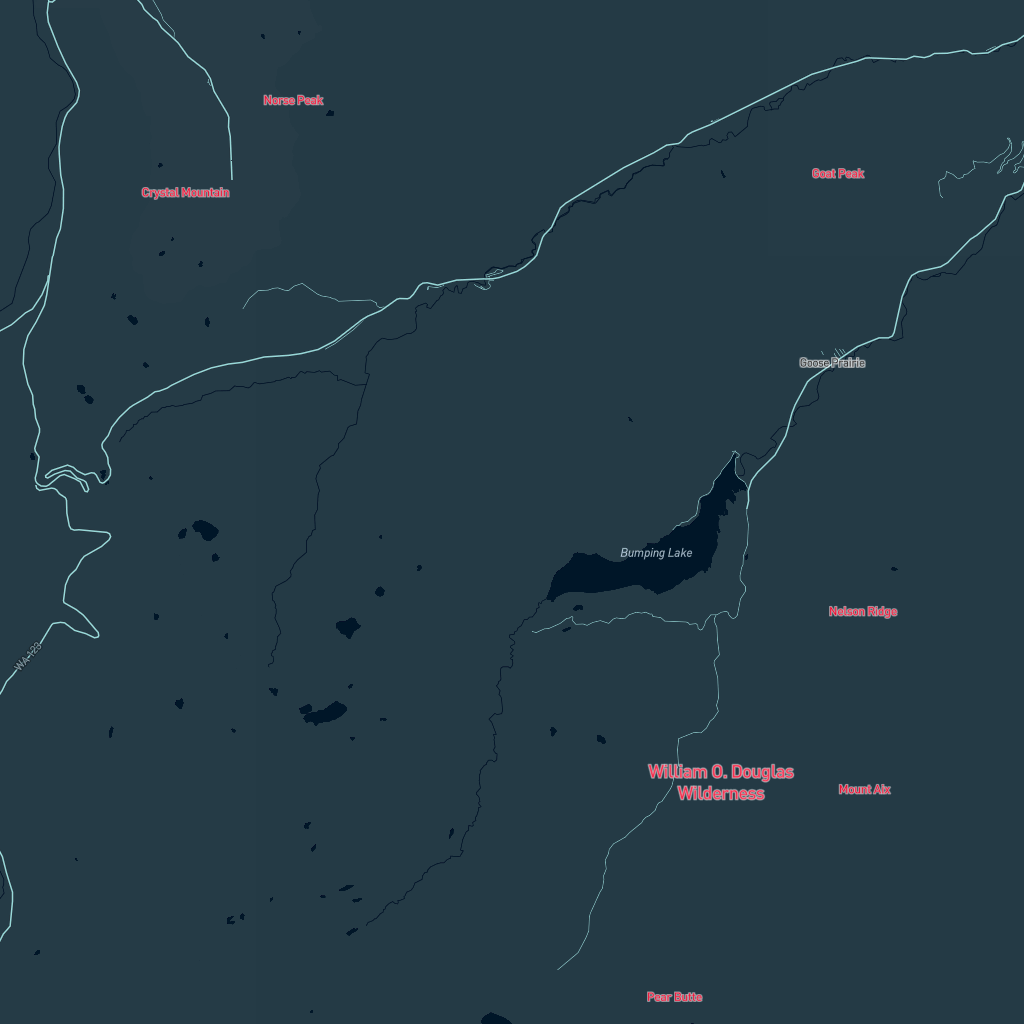 Norse Peak
Goat Peak
Crystal Mountain
Goose Prairie
Bumping Lake
Nelson Ridge
WA 123
William O. Douglas
Wilderness
Mount Aix
Pear Butte